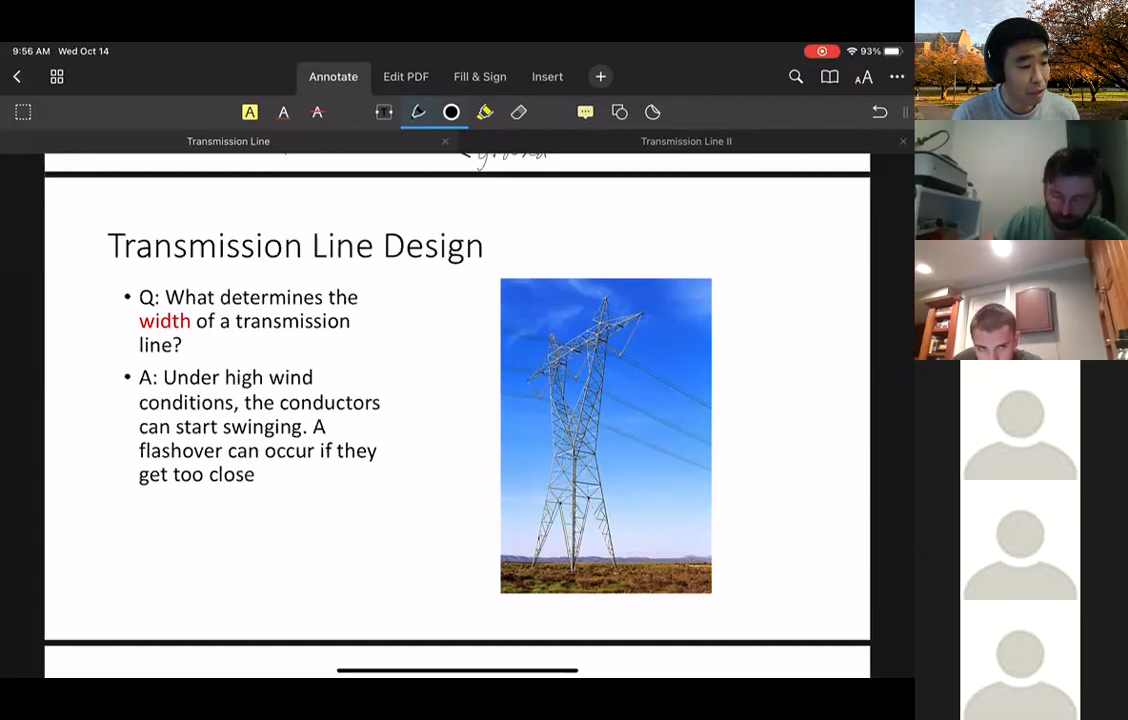 9:56 AM Wed Oct 14
93%
Annotate Edit PDF Fill & Sign Insert +
A A A T AA
Transmission Line × Transmission Line II ×
ground
Transmission Line Design
• Q: What determines the
width of a transmission
line?
• A: Under high wind
conditions, the conductors
can start swinging. A
flashover can occur if they
get too close